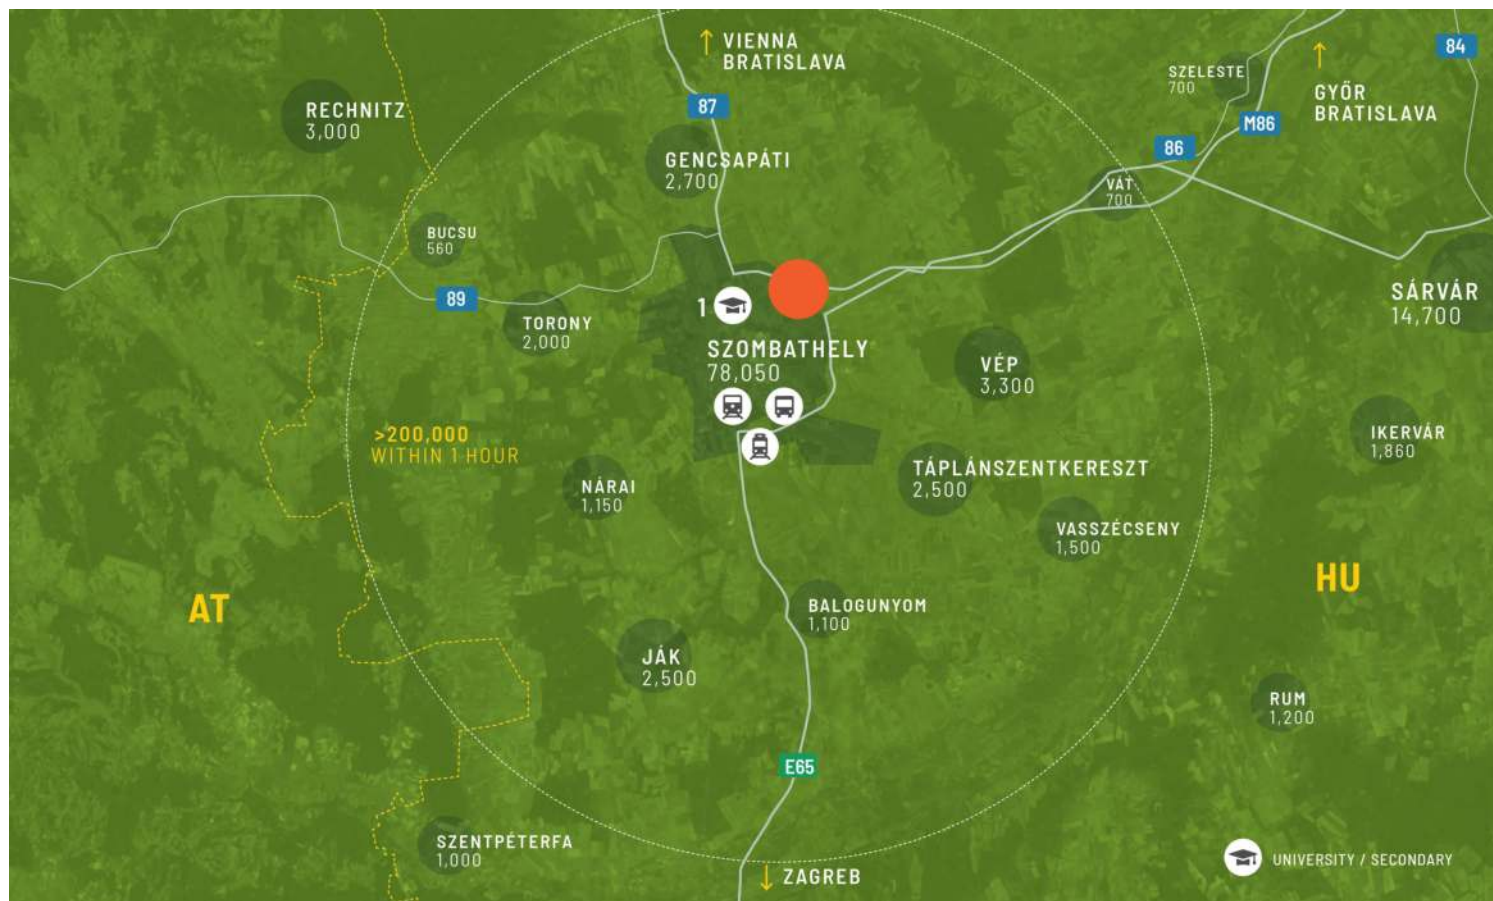 VIENNA
BRATISLAVA
84
SZELESTE
700
GYŐR
BRATISLAVA
RECHNITZ
3,000
87
M86
86
GENCSAPÁTI
2,700
VÁT
700
BUCSU
560
89
SÁRVÁR
14,700
1
TORONY
2,000
SZOMBATHELY
78,050
VÉP
3,300
>200,000
WITHIN 1 HOUR
IKERVÁR
1,860
TÁPLÁNSZENTKERESZT
2,500
NÁRAI
1,150
VASSZÉCSENY
1,500
AT
HU
BALOGUNYOM
1,100
JÁK
2,500
RUM
1,200
E65
SZENTPÉTERFA
1,000
ZAGREB
UNIVERSITY / SECONDARY